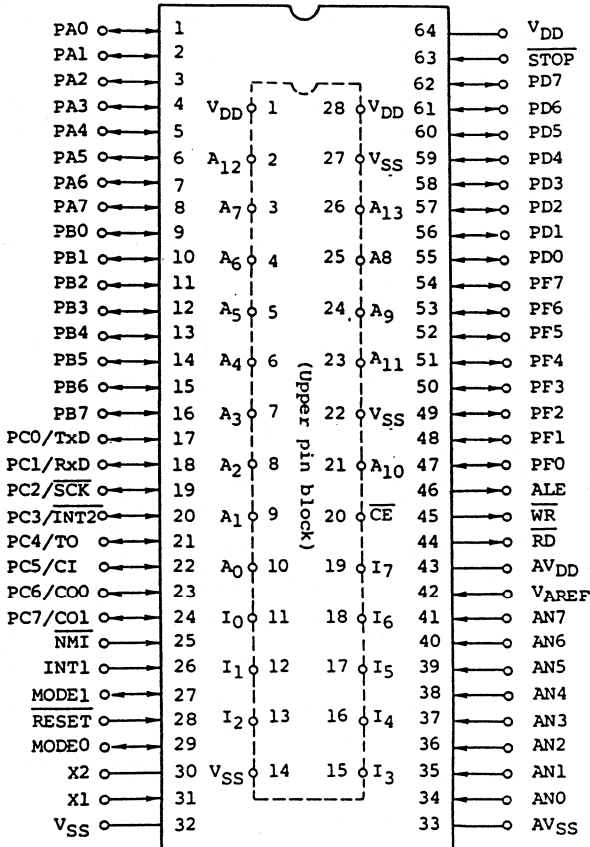 PA0 1 64 VDD
PA1 2 63 STOP
PA2 3 62 PD7
PA3 4 VDD 1 28 VDD 61 PD6
PA4 5 60 PD5
PA5 6 A12 2 27 VSS 59 PD4
PA6 7 58 PD3
PA7 8 A7 3 26 A13 57 PD2
PB0 9 56 PD1
PB1 10 A6 4 25 A8 55 PD0
PB2 11 54 PF7
PB3 12 A5 5 24 A9 53 PF6
PB4 13 52 PF5
PB5 14 A4 6 23 A11 51 PF4
PB6 15 50 PF3
PB7 16 A3 7 22 VSS 49 PF2
PC0/TxD 17 48 PF1
PC1/RxD 18 A2 8 21 A10 47 PF0
PC2/SCK 19 46 ALE
PC3/INT2 20 A1 9 20 CE 45 WR
PC4/TO 21 44 RD
PC5/CI 22 A0 10 19 I7 43 AVDD
PC6/CO0 23 42 VAREF
PC7/CO1 24 I0 11 18 I6 41 AN7
NMI 25 40 AN6
INT1 26 I1 12 17 I5 39 AN5
MODE1 27 38 AN4
RESET 28 I2 13 16 I4 37 AN3
MODE0 29 36 AN2
X2 30 VSS 14 15 I3 35 AN1
X1 31 34 AN0
VSS 32 33 AVSS
(Upper pin block)